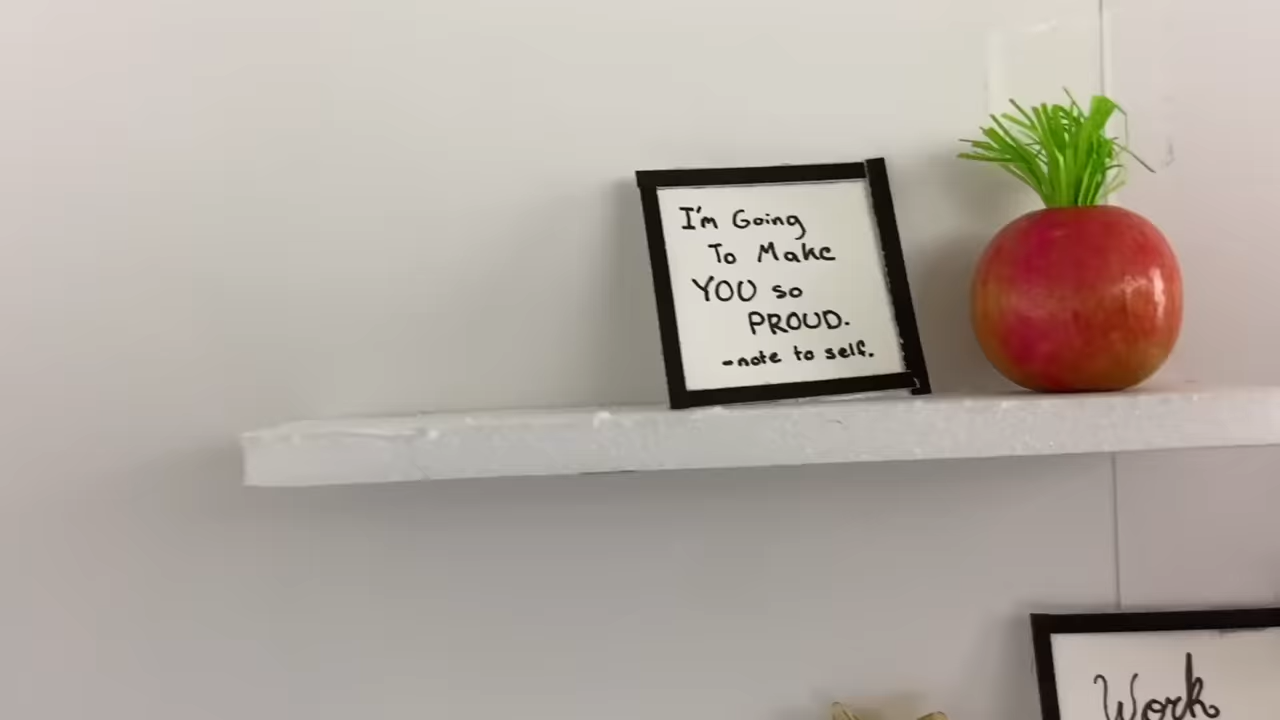 I'm Going
To Make
YOU so
PROUD.
-note to self.
Work